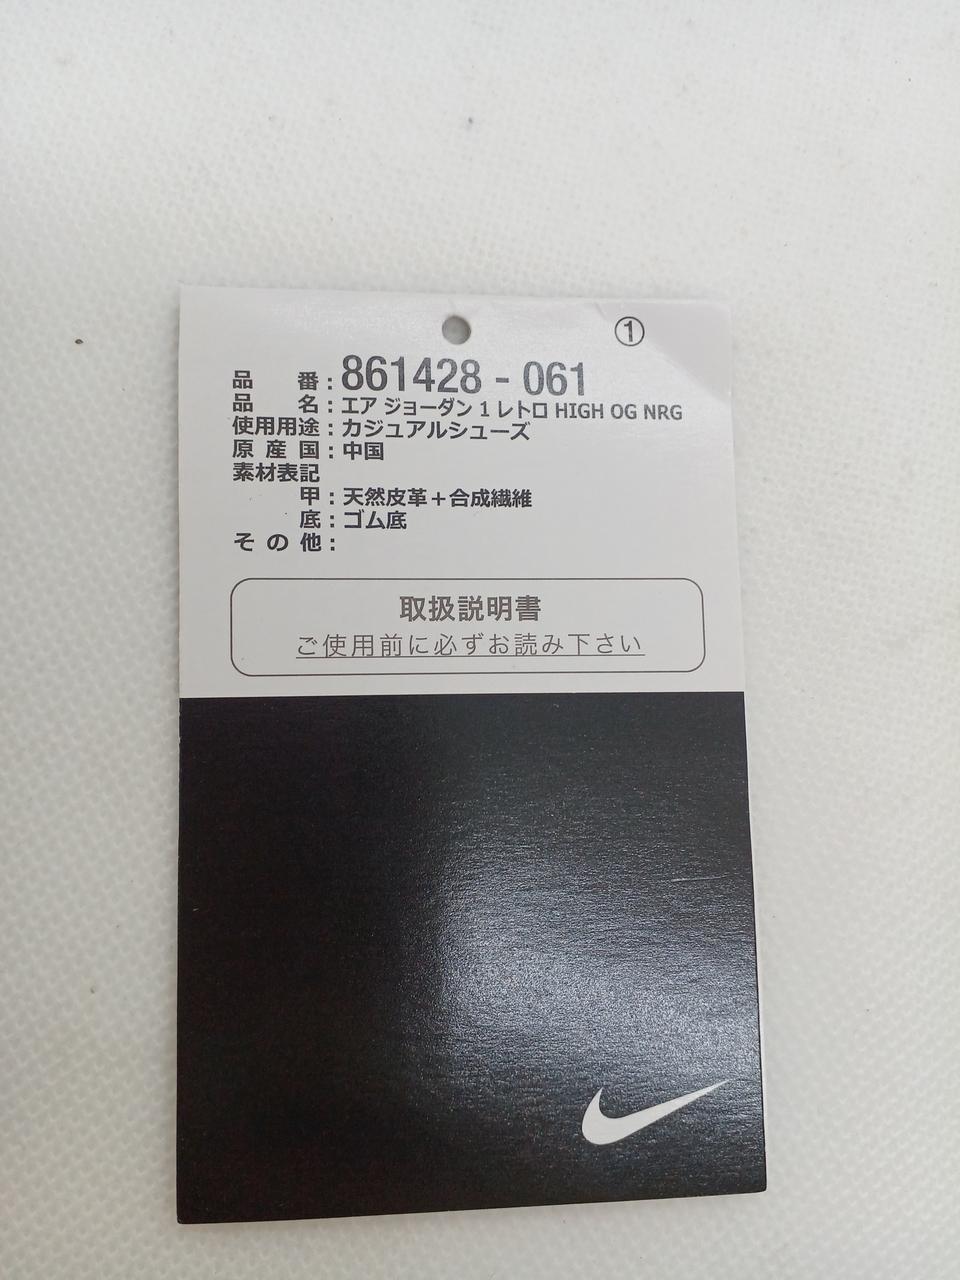 ①
品番：861428 - 061
品名：エア ジョーダン 1 レトロ HIGH OG NRG
使用用途：カジュアルシューズ
原産国：中国
素材表記
甲：天然皮革＋合成繊維
底：ゴム底
その他：
取扱説明書
ご使用前に必ずお読み下さい